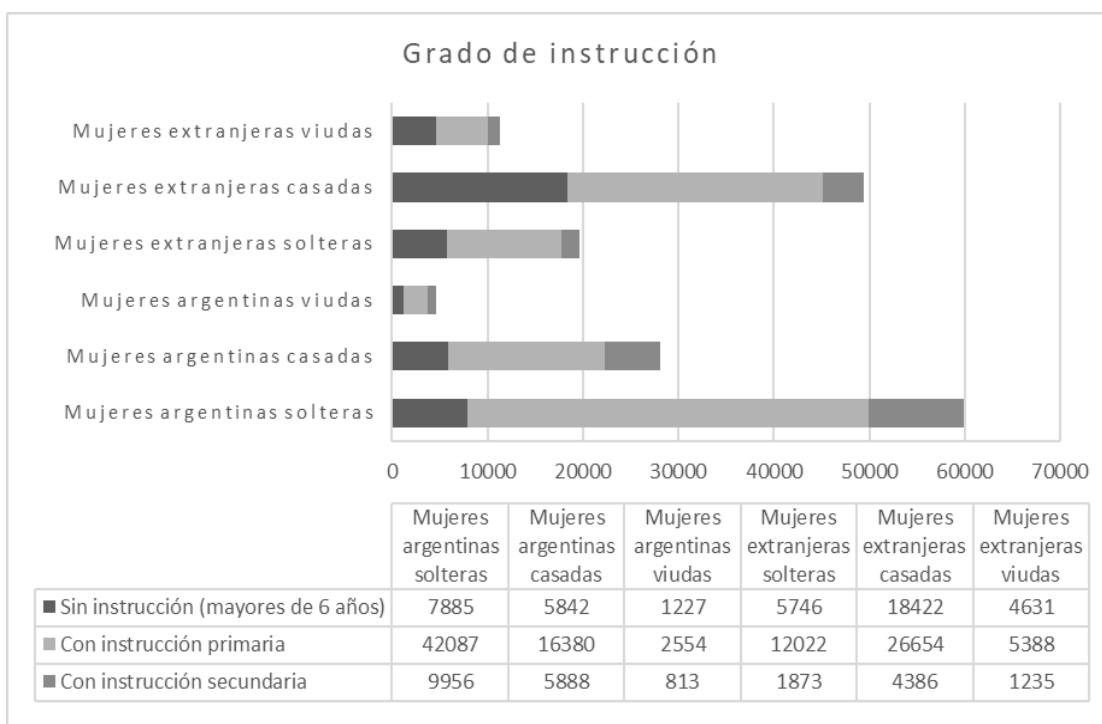 Grado de instrucción
Mujeres extranjeras viudas
Mujeres extranjeras casadas
Mujeres extranjeras solteras
Mujeres argentinas viudas
Mujeres argentinas casadas
Mujeres argentinas solteras
0 10000 20000 30000 40000 50000 60000 70000
Mujeres Mujeres Mujeres Mujeres Mujeres Mujeres
argentinas argentinas argentinas extranjeras extranjeras extranjeras
solteras casadas viudas solteras casadas viudas
Sin instrucción (mayores de 6 años) 7885 5842 1227 5746 18422 4631
Con instrucción primaria 42087 16380 2554 12022 26654 5388
Con instrucción secundaria 9956 5888 813 1873 4386 1235